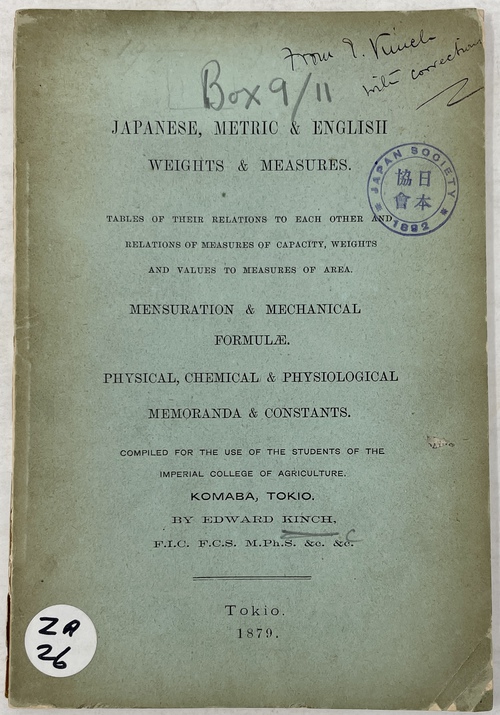 From E. Kinch
with corrections
Box 9/11
JAPANESE, METRIC & ENGLISH
WEIGHTS & MEASURES.
JAPAN SOCIETY
協日
會本
1892
TABLES OF THEIR RELATIONS TO EACH OTHER AND
RELATIONS OF MEASURES OF CAPACITY, WEIGHTS
AND VALUES TO MEASURES OF AREA.
MENSURATION & MECHANICAL
FORMULÆ.
PHYSICAL, CHEMICAL & PHYSIOLOGICAL
MEMORANDA & CONSTANTS.
COMPILED FOR THE USE OF THE STUDENTS OF THE
IMPERIAL COLLEGE OF AGRICULTURE.
KOMABA, TOKIO.
BY EDWARD KINCH,
F.I.C. F.C.S. M.Ph.S. &c. &c.
Tokio.
1879.
ZA
26